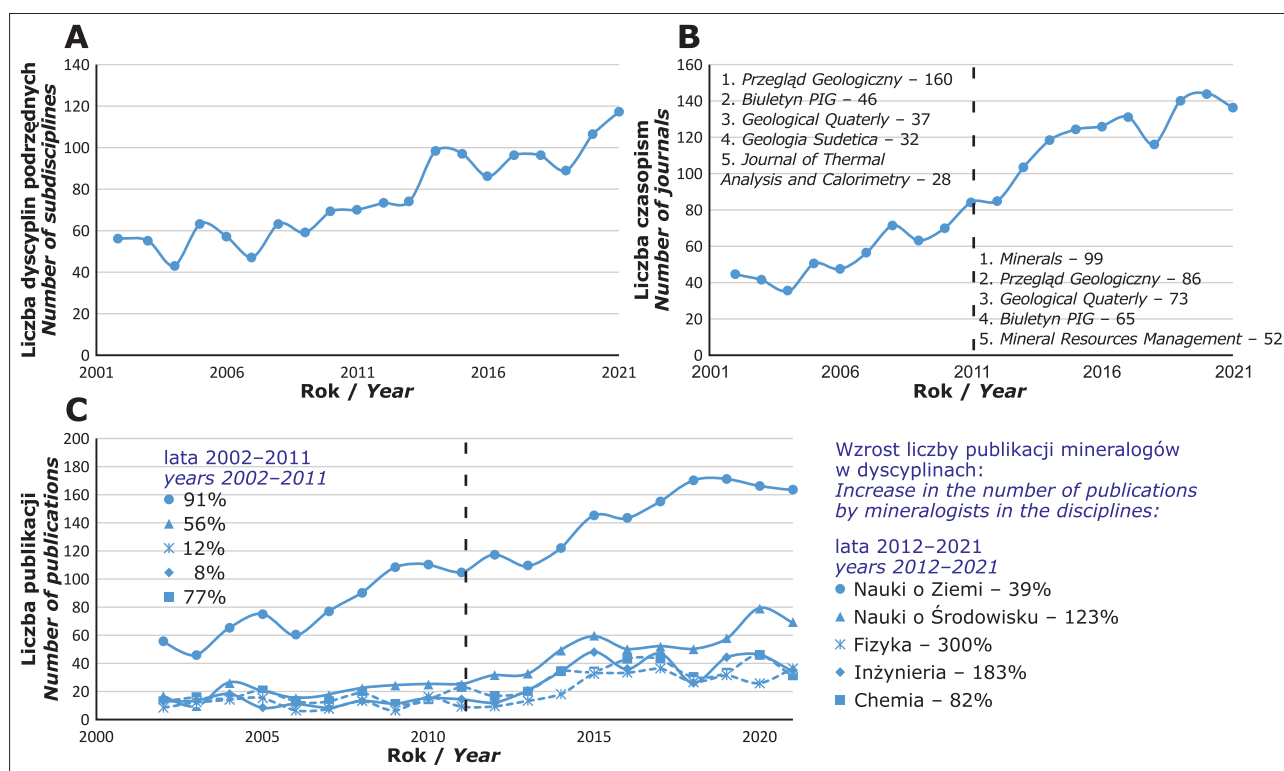 A
Liczba dyscyplin podrzędnych
Number of subdisciplines
140
120
100
80
60
40
20
0
2001
2006
2011
2016
2021
Rok / Year
B
Liczba czasopism
Number of journals
160
140
120
100
80
60
40
20
0
1. Przegląd Geologiczny – 160
2. Biuletyn PIG – 46
3. Geological Quaterly – 37
4. Geologia Sudetica – 32
5. Journal of Thermal
Analysis and Calorimetry – 28
1. Minerals – 99
2. Przegląd Geologiczny – 86
3. Geological Quaterly – 73
4. Biuletyn PIG – 65
5. Mineral Resources Management – 52
2001
2006
2011
2016
2021
Rok / Year
C
Liczba publikacji
Number of publications
200
180
160
140
120
100
80
60
40
20
0
lata 2002–2011
years 2002–2011
91%
56%
12%
8%
77%
2000
2005
2010
2015
2020
Rok / Year
Wzrost liczby publikacji mineralogów
w dyscyplinach:
Increase in the number of publications
by mineralogists in the disciplines:
lata 2012–2021
years 2012–2021
Nauki o Ziemi – 39%
Nauki o Środowisku – 123%
Fizyka – 300%
Inżynieria – 183%
Chemia – 82%